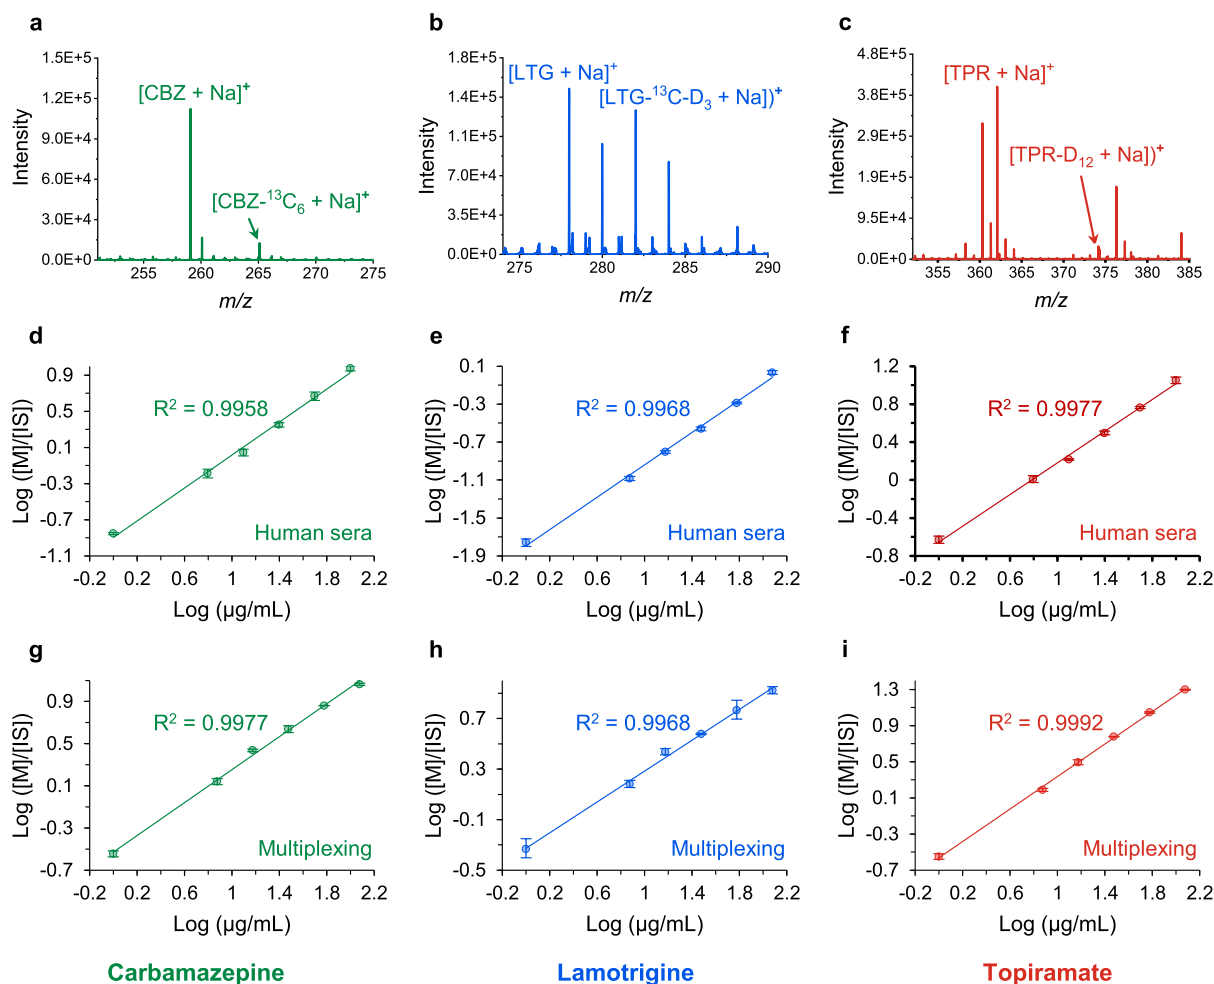 a
1.5E+5
1.2E+5
9.0E+4
6.0E+4
3.0E+4
0.0E+0
Intensity
[CBZ + Na]⁺
[CBZ-¹³C₆ + Na]⁺
255 260 265 270 275
m/z
b
1.8E+5
1.4E+5
1.1E+5
7.0E+4
3.5E+4
0.0E+0
Intensity
[LTG + Na]⁺
[LTG-¹³C-D₃ + Na])⁺
275 280 285 290
m/z
c
4.8E+5
3.8E+5
2.9E+5
1.9E+5
9.5E+4
0.0E+0
Intensity
[TPR + Na]⁺
[TPR-D₁₂ + Na])⁺
355 360 365 370 375 380 385
m/z
d
0.9
0.5
0.1
-0.3
-0.7
-1.1
Log ([M]/[IS])
R² = 0.9958
Human sera
-0.2 0.6 1 1.4 1.8 2.2
Log (µg/mL)
e
0.1
-0.3
-0.7
-1.1
-1.5
-1.9
Log ([M]/[IS])
R² = 0.9968
Human sera
-0.2 0.2 0.6 1 1.4 1.8 2.2
Log (µg/mL)
f
1.2
0.8
0.4
0
-0.4
-0.8
Log ([M]/[IS])
R² = 0.9977
Human sera
-0.2 0.2 0.6 1 1.4 1.8 2.2
Log (µg/mL)
g
0.9
0.5
0.1
-0.3
-0.7
Log ([M]/[IS])
R² = 0.9977
Multiplexing
-0.2 0.2 0.6 1 1.4 1.8 2.2
Log (µg/mL)
h
0.7
0.3
-0.1
-0.5
Log ([M]/[IS])
R² = 0.9968
Multiplexing
-0.2 0.2 0.6 1 1.4 1.8 2.2
Log (µg/mL)
i
1.3
0.9
0.5
0.1
-0.3
-0.7
Log ([M]/[IS])
R² = 0.9992
Multiplexing
-0.2 0.2 0.6 1 1.4 1.8 2.2
Log (µg/mL)
Carbamazepine
Lamotrigine
Topiramate